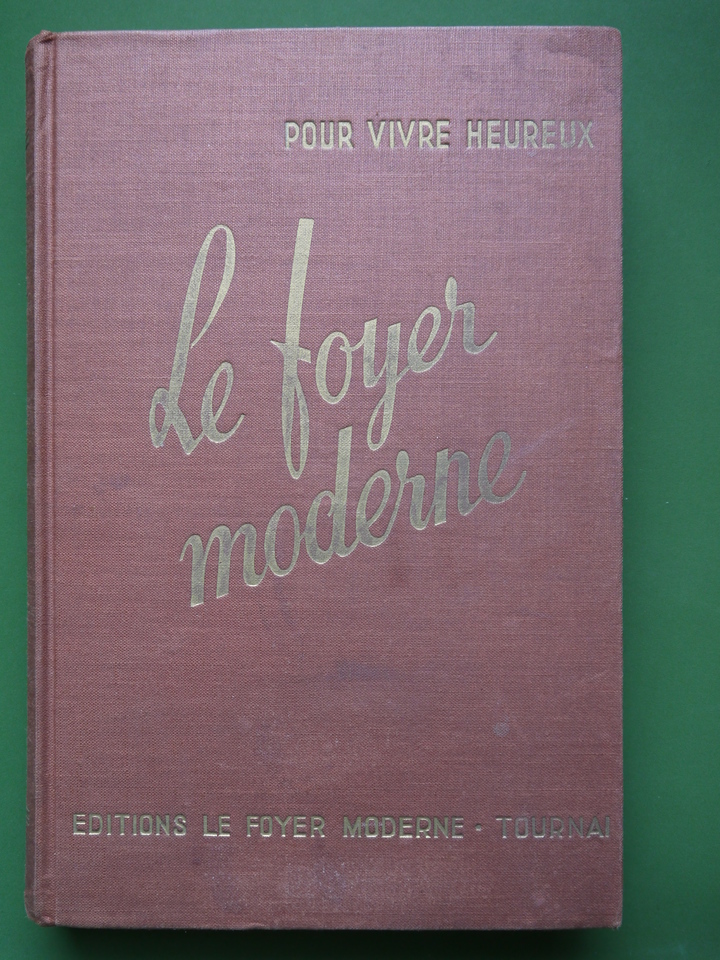 POUR VIVRE HEUREUX
Le foyer
moderne
EDITIONS LE FOYER MODERNE • TOURNAI